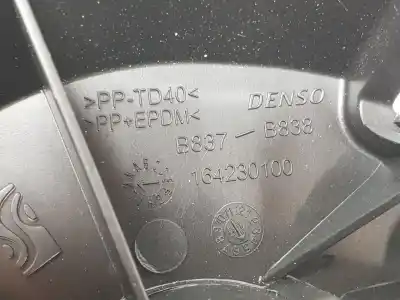 >PP-TD40<
DENSO
>PP+EPDM<
B837 – B838
164230100